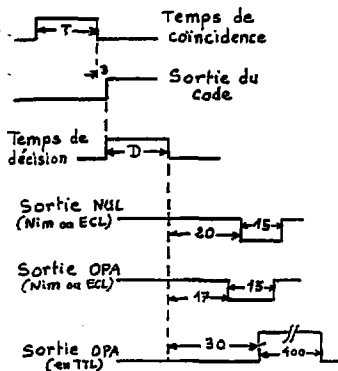 Temps de
coïncidence
T
3
Sortie du
code
Temps de
décision
D
Sortie NUL
(Nim ou ECL)
15
20
Sortie OPA
(Nim ou ECL)
15
17
30
Sortie OPA
(en TTL)
400